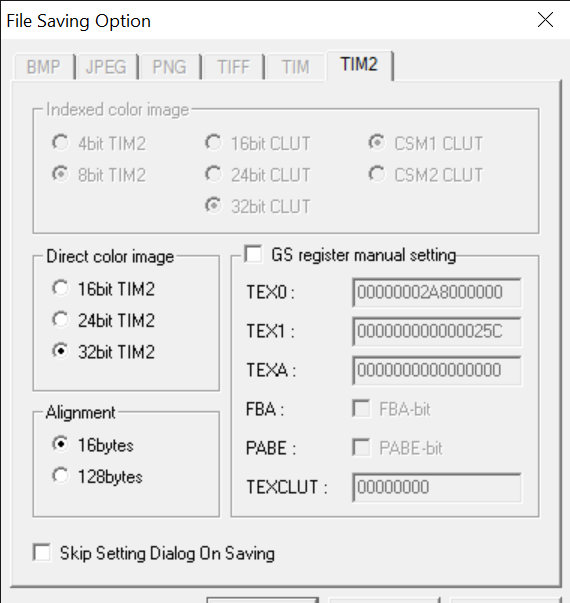 File Saving Option
BMP JPEG PNG TIFF TIM TIM2
Indexed color image
4bit TIM2 16bit CLUT CSM1 CLUT
8bit TIM2 24bit CLUT CSM2 CLUT
32bit CLUT
Direct color image
16bit TIM2
24bit TIM2
32bit TIM2
Alignment
16bytes
128bytes
GS register manual setting
TEX0 : 00000002A8000000
TEX1 : 000000000000025C
TEXA : 0000000000000000
FBA : FBA-bit
PABE : PABE-bit
TEXCLUT : 00000000
Skip Setting Dialog On Saving